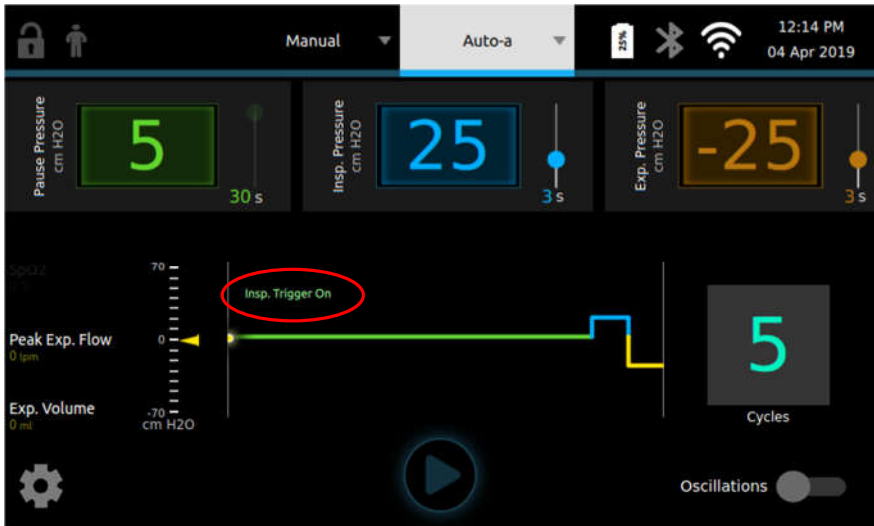 Manual
Auto-a
25%
12:14 PM
04 Apr 2019
Pause Pressure
cm H2O
5
30 s
Insp. Pressure
cm H2O
25
3 s
Exp. Pressure
cm H2O
-25
3 s
SpO2
70
Insp. Trigger On
Peak Exp. Flow
0 lpm
0
Exp. Volume
0 ml
-70
cm H2O
5
Cycles
Oscillations